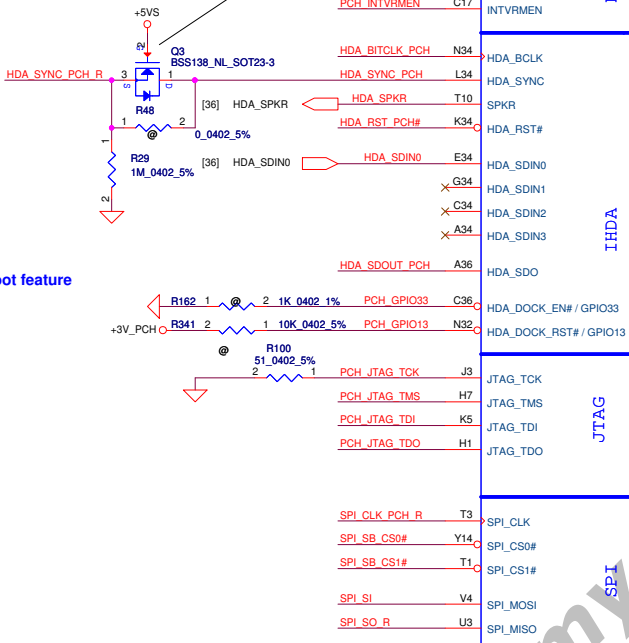 PCH_INTVRMEN C17 INTVRMEN
+5VS
Q3
BSS138_NL_SOT23-3
HDA_SYNC_PCH_R 3 S G 2 D 1 HDA_SYNC_PCH L34 HDA_SYNC
HDA_BITCLK_PCH N34 HDA_BCLK
R48
1 2
@
0_0402_5%
[36] HDA_SPKR HDA_SPKR T10 SPKR
HDA_RST_PCH# K34 HDA_RST#
1
R29
1M_0402_5%
2
[36] HDA_SDIN0 HDA_SDIN0 E34 HDA_SDIN0
G34 HDA_SDIN1
C34 HDA_SDIN2
A34 HDA_SDIN3
IHDA
HDA_SDOUT_PCH A36 HDA_SDO
oot feature
R162 1 @ 2 1K_0402_1% PCH_GPIO33 C36 HDA_DOCK_EN# / GPIO33
+3V_PCH R341 2 1 10K_0402_5% PCH_GPIO13 N32 HDA_DOCK_RST# / GPIO13
@
R100
51_0402_5%
2 1 PCH_JTAG_TCK J3 JTAG_TCK
PCH_JTAG_TMS H7 JTAG_TMS
PCH_JTAG_TDI K5 JTAG_TDI
PCH_JTAG_TDO H1 JTAG_TDO
JTAG
SPI_CLK_PCH_R T3 SPI_CLK
SPI_SB_CS0# Y14 SPI_CS0#
SPI_SB_CS1# T1 SPI_CS1#
SPI
SPI_SI V4 SPI_MOSI
SPI_SO_R U3 SPI_MISO
my